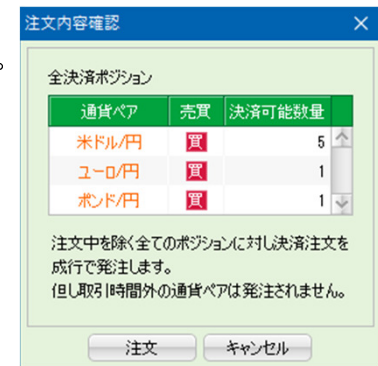 注文内容確認
。
全決済ポジション
通貨ペア 売買 決済可能数量
米ドル/円 買 5
ユーロ/円 買 1
ポンド/円 買 1
注文中を除く全てのポジションに対し決済注文を
成行で発注します。
但し取引時間外の通貨ペアは発注されません。
注文 キャンセル